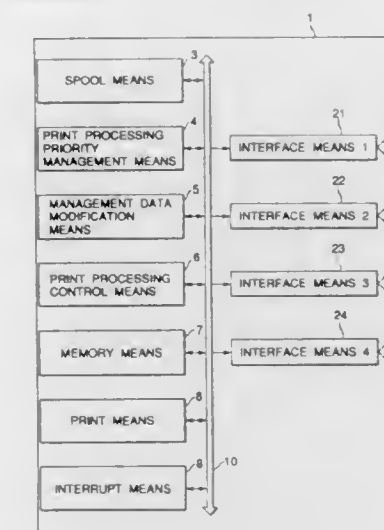 1
3
SPOOL MEANS
4
PRINT PROCESSING
PRIORITY
MANAGEMENT MEANS
21
INTERFACE MEANS 1
5
MANAGEMENT DATA
MODIFICATION
MEANS
22
INTERFACE MEANS 2
6
PRINT PROCESSING
CONTROL MEANS
23
INTERFACE MEANS 3
7
MEMORY MEANS
24
INTERFACE MEANS 4
8
PRINT MEANS
9
INTERRUPT MEANS
10